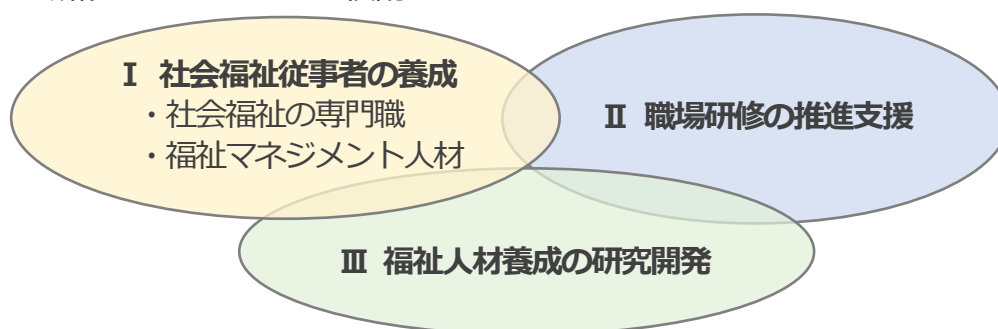 Ⅰ 社会福祉従事者の養成
・社会福祉の専門職
・福祉マネジメント人材
Ⅱ 職場研修の推進支援
Ⅲ 福祉人材養成の研究開発